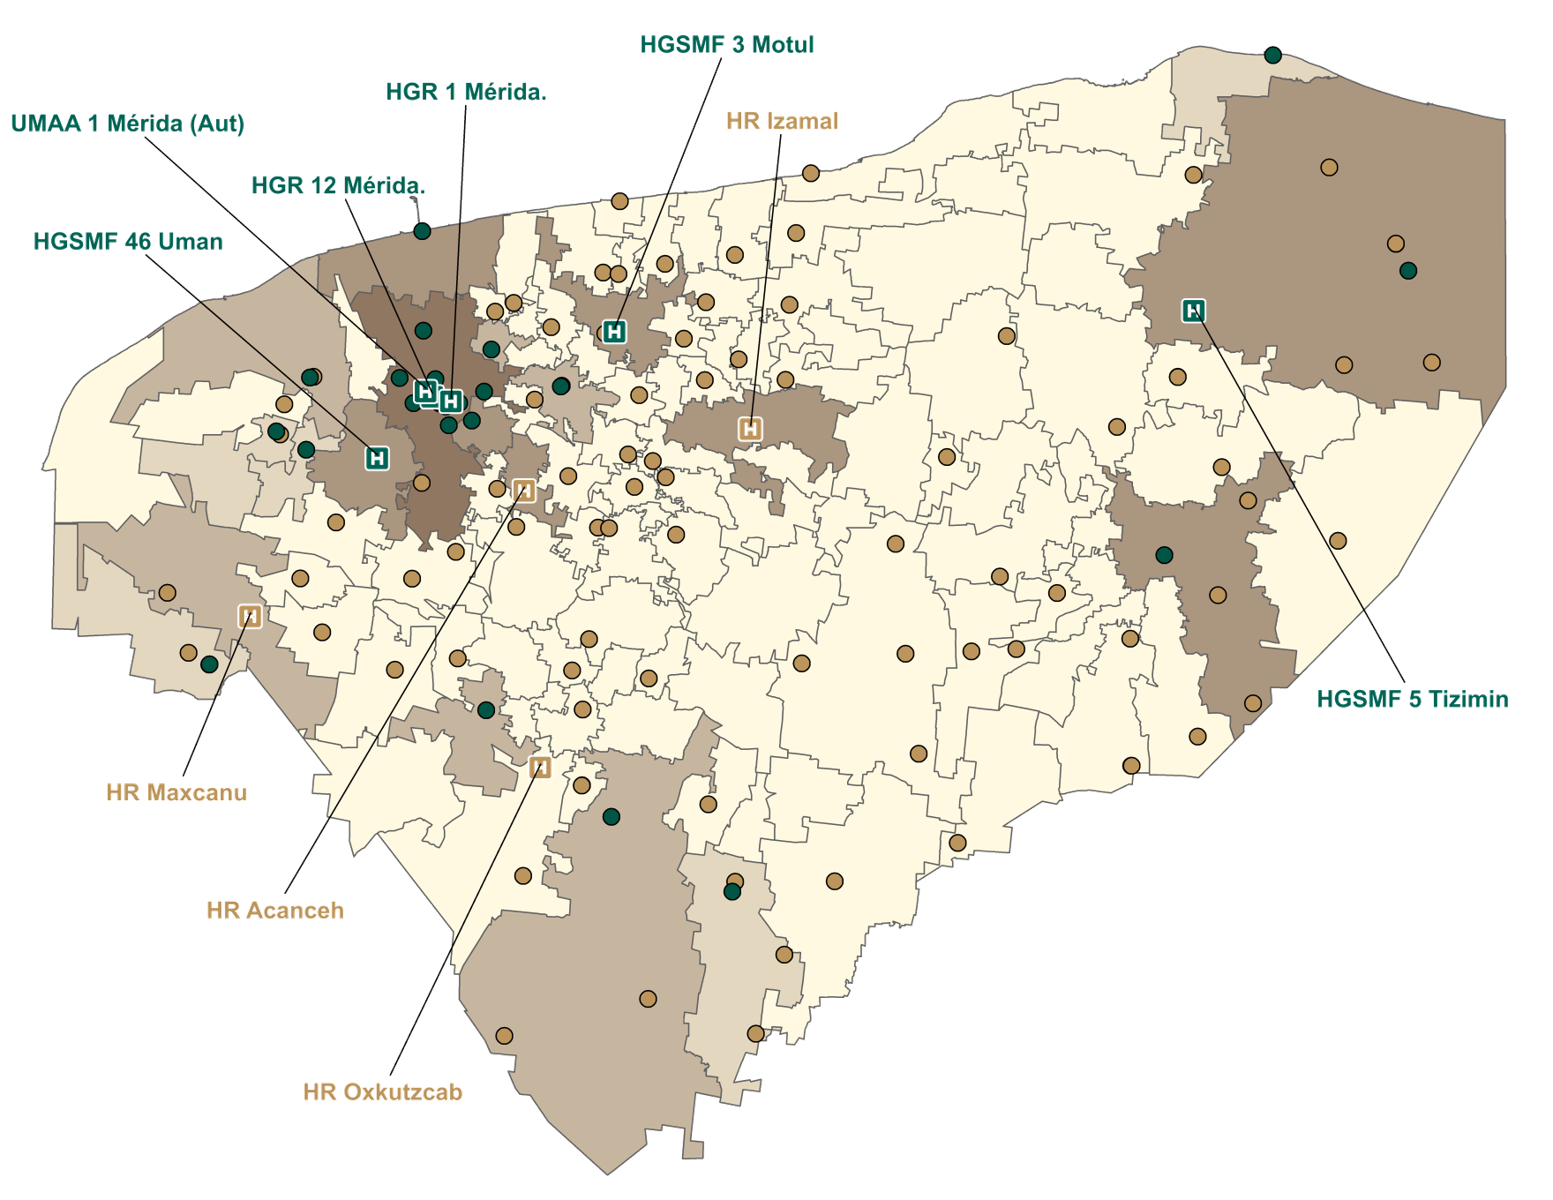 HGSMF 3 Motul
HGR 1 Mérida.
HR Izamal
UMAA 1 Mérida (Aut)
HGR 12 Mérida.
HGSMF 46 Uman
H
H
H
H
H
H
H
H
H
HGSMF 5 Tizimin
HR Maxcanu
HR Acanceh
HR Oxkutzcab